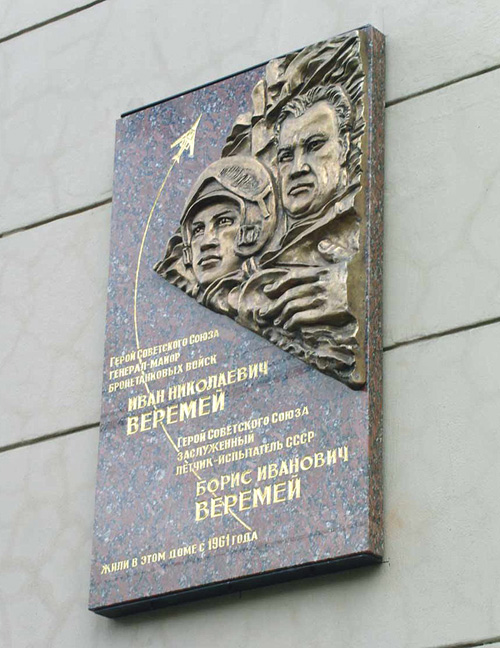 Герой Советского Союза
генерал-майор
бронетанковых войск
Иван Николаевич
Веремей
Герой Советского Союза
заслуженный
лётчик-испытатель СССР
Борис Иванович
Веремей
Жили в этом доме с 1961 года